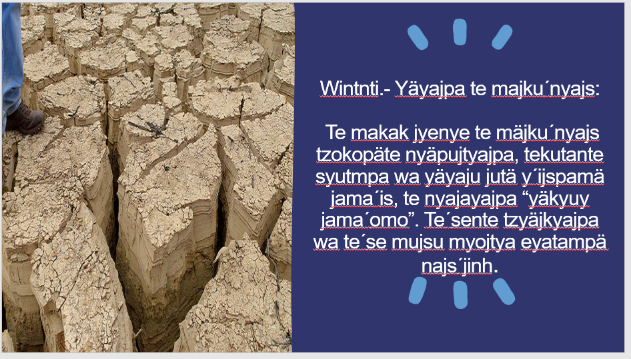 Wintnti.- Yäyajpa te majku´nyajs:
Te makak jyenye te mäjku´nyajs
tzokopäte nyäpujtyajpa, tekutante
syutmpa wa yäyaju jutä y´ijspamä
jama´is, te nyajayajpa “yäkyuy
jama´omo”. Te´sente tzyäjkyajpa
wa te´se mujsu myojtya eyatampä
najs´jinh.